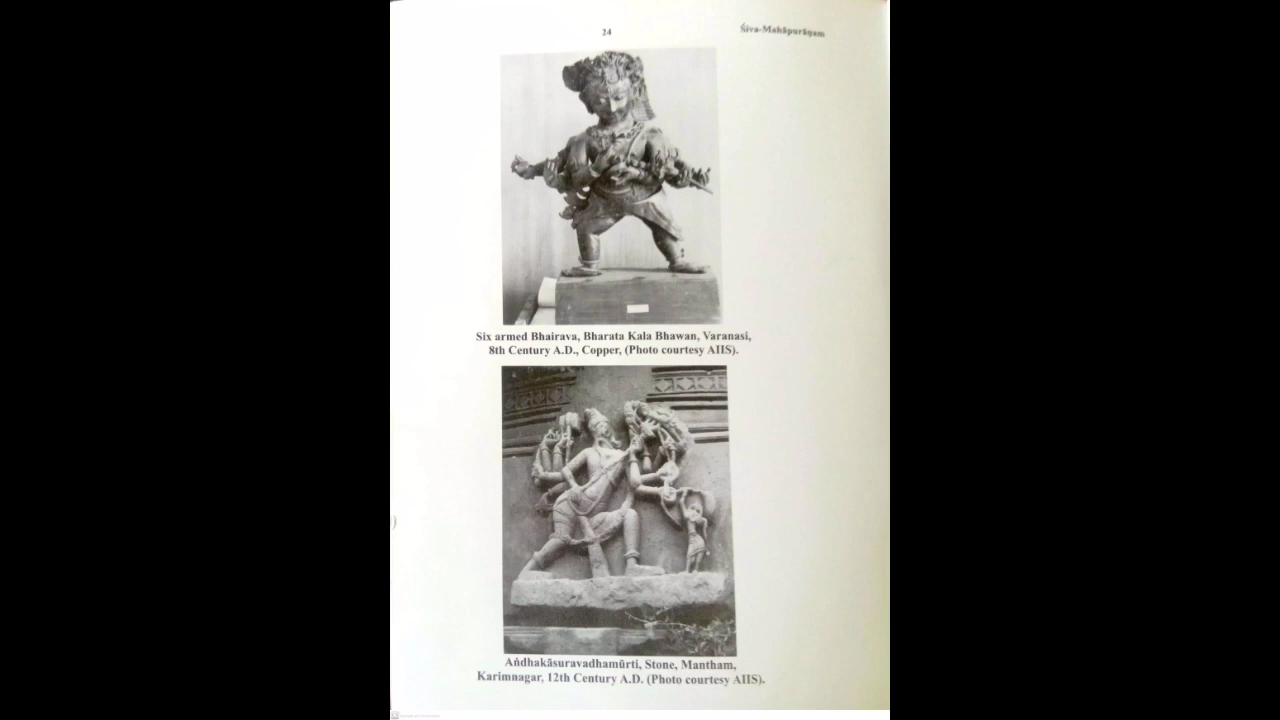 24
Śiva-Mahāpurāṇam
Six armed Bhairava, Bharata Kala Bhawan, Varanasi,
8th Century A.D., Copper, (Photo courtesy AIIS).
Aṅdhakāsuravadhamūrti, Stone, Mantham,
Karimnagar, 12th Century A.D. (Photo courtesy AIIS).
)